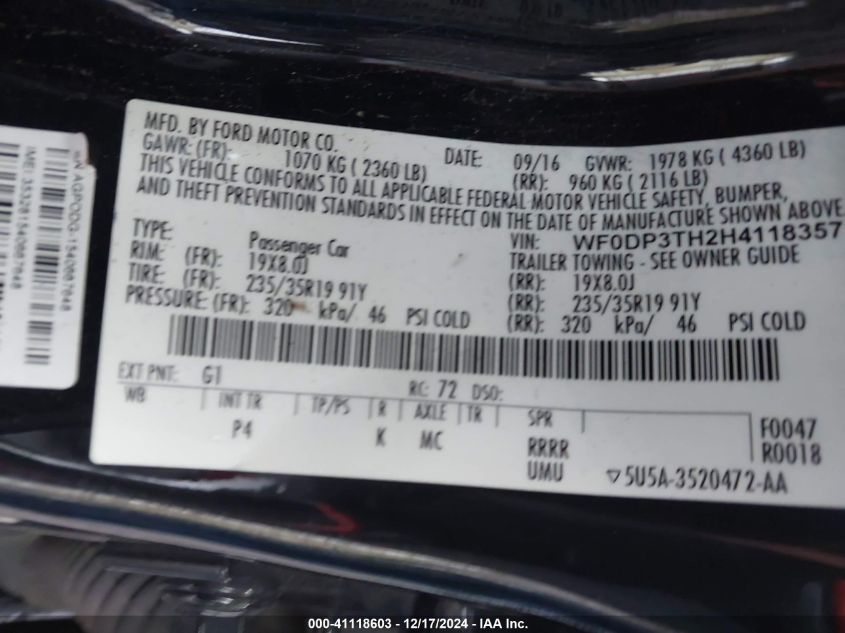 MFD. BY FORD MOTOR CO.
DATE: 09/16 GVWR: 1978 KG ( 4360 LB)
GAWR: (FR): 1070 KG ( 2360 LB) (RR): 960 KG ( 2116 LB)
THIS VEHICLE CONFORMS TO ALL APPLICABLE FEDERAL MOTOR VEHICLE SAFETY, BUMPER,
AND THEFT PREVENTION STANDARDS IN EFFECT ON THE DATE OF MANUFACTURE SHOWN ABOVE.
VIN: WF0DP3TH2H4118357
TYPE: Passenger Car TRAILER TOWING - SEE OWNER GUIDE
RIM: (FR): 19X8.0J (RR): 19X8.0J
TIRE: (FR): 235/35R19 91Y (RR): 235/35R19 91Y
PRESSURE: (FR): 320 kPa/ 46 PSI COLD (RR): 320 kPa/ 46 PSI COLD
EXT PNT: G1 RC: 72 DSO:
WB INT TR TP/PS R AXLE TR SPR F0047
P4 K MC RRRR R0018
UMU 5U5A-3520472-AA
000-41118603 - 12/17/2024 - IAAI Inc.